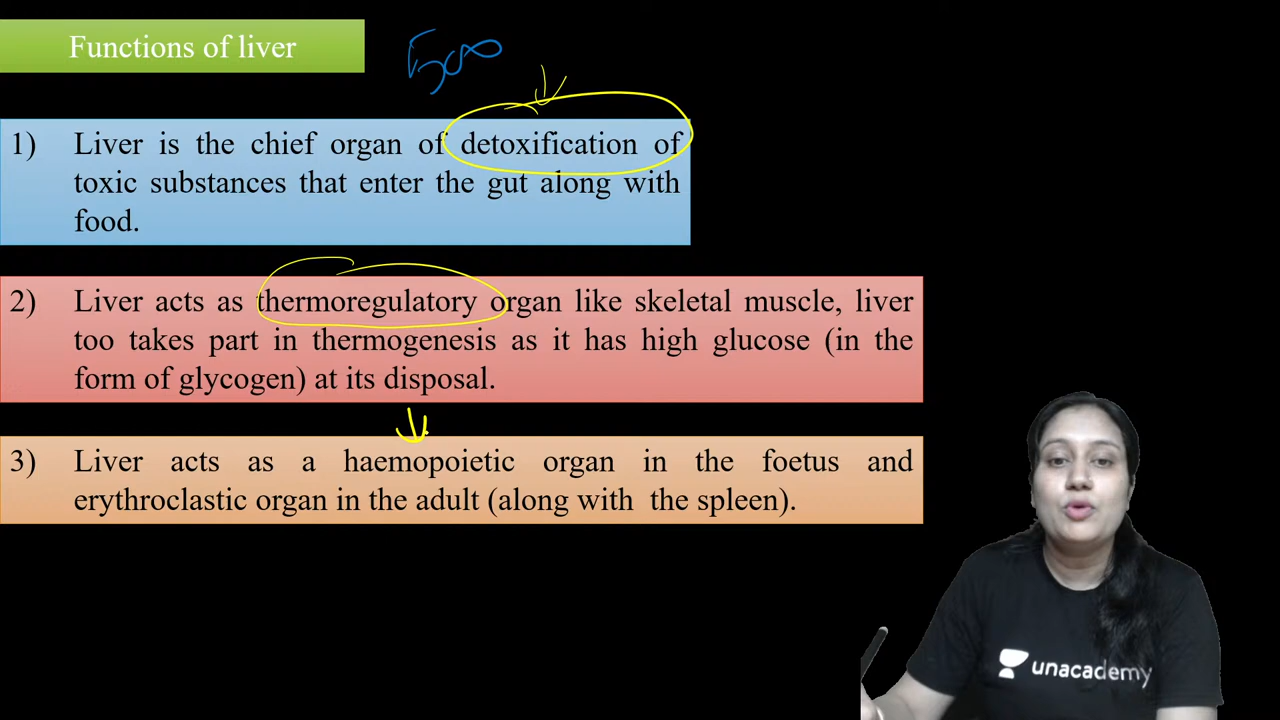 Functions of liver
500
1) Liver is the chief organ of detoxification of
toxic substances that enter the gut along with
food.
2) Liver acts as thermoregulatory organ like skeletal muscle, liver
too takes part in thermogenesis as it has high glucose (in the
form of glycogen) at its disposal.
3) Liver acts as a haemopoietic organ in the foetus and
erythroclastic organ in the adult (along with the spleen).
unacademy